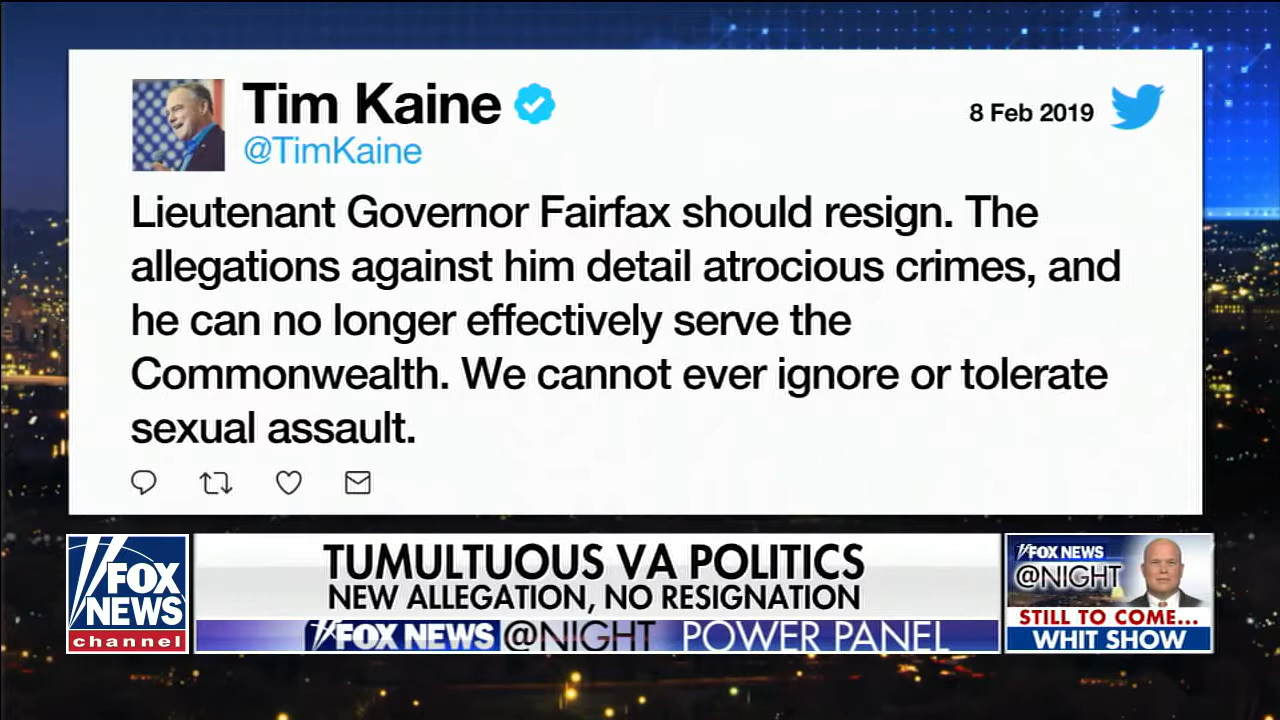 Tim Kaine
@TimKaine
8 Feb 2019
Lieutenant Governor Fairfax should resign. The
allegations against him detail atrocious crimes, and
he can no longer effectively serve the
Commonwealth. We cannot ever ignore or tolerate
sexual assault.
FOX
NEWS
channel
TUMULTUOUS VA POLITICS
NEW ALLEGATION, NO RESIGNATION
FOX NEWS @NIGHT POWER PANEL
FOX NEWS
@NIGHT
STILL TO COME...
WHIT SHOW